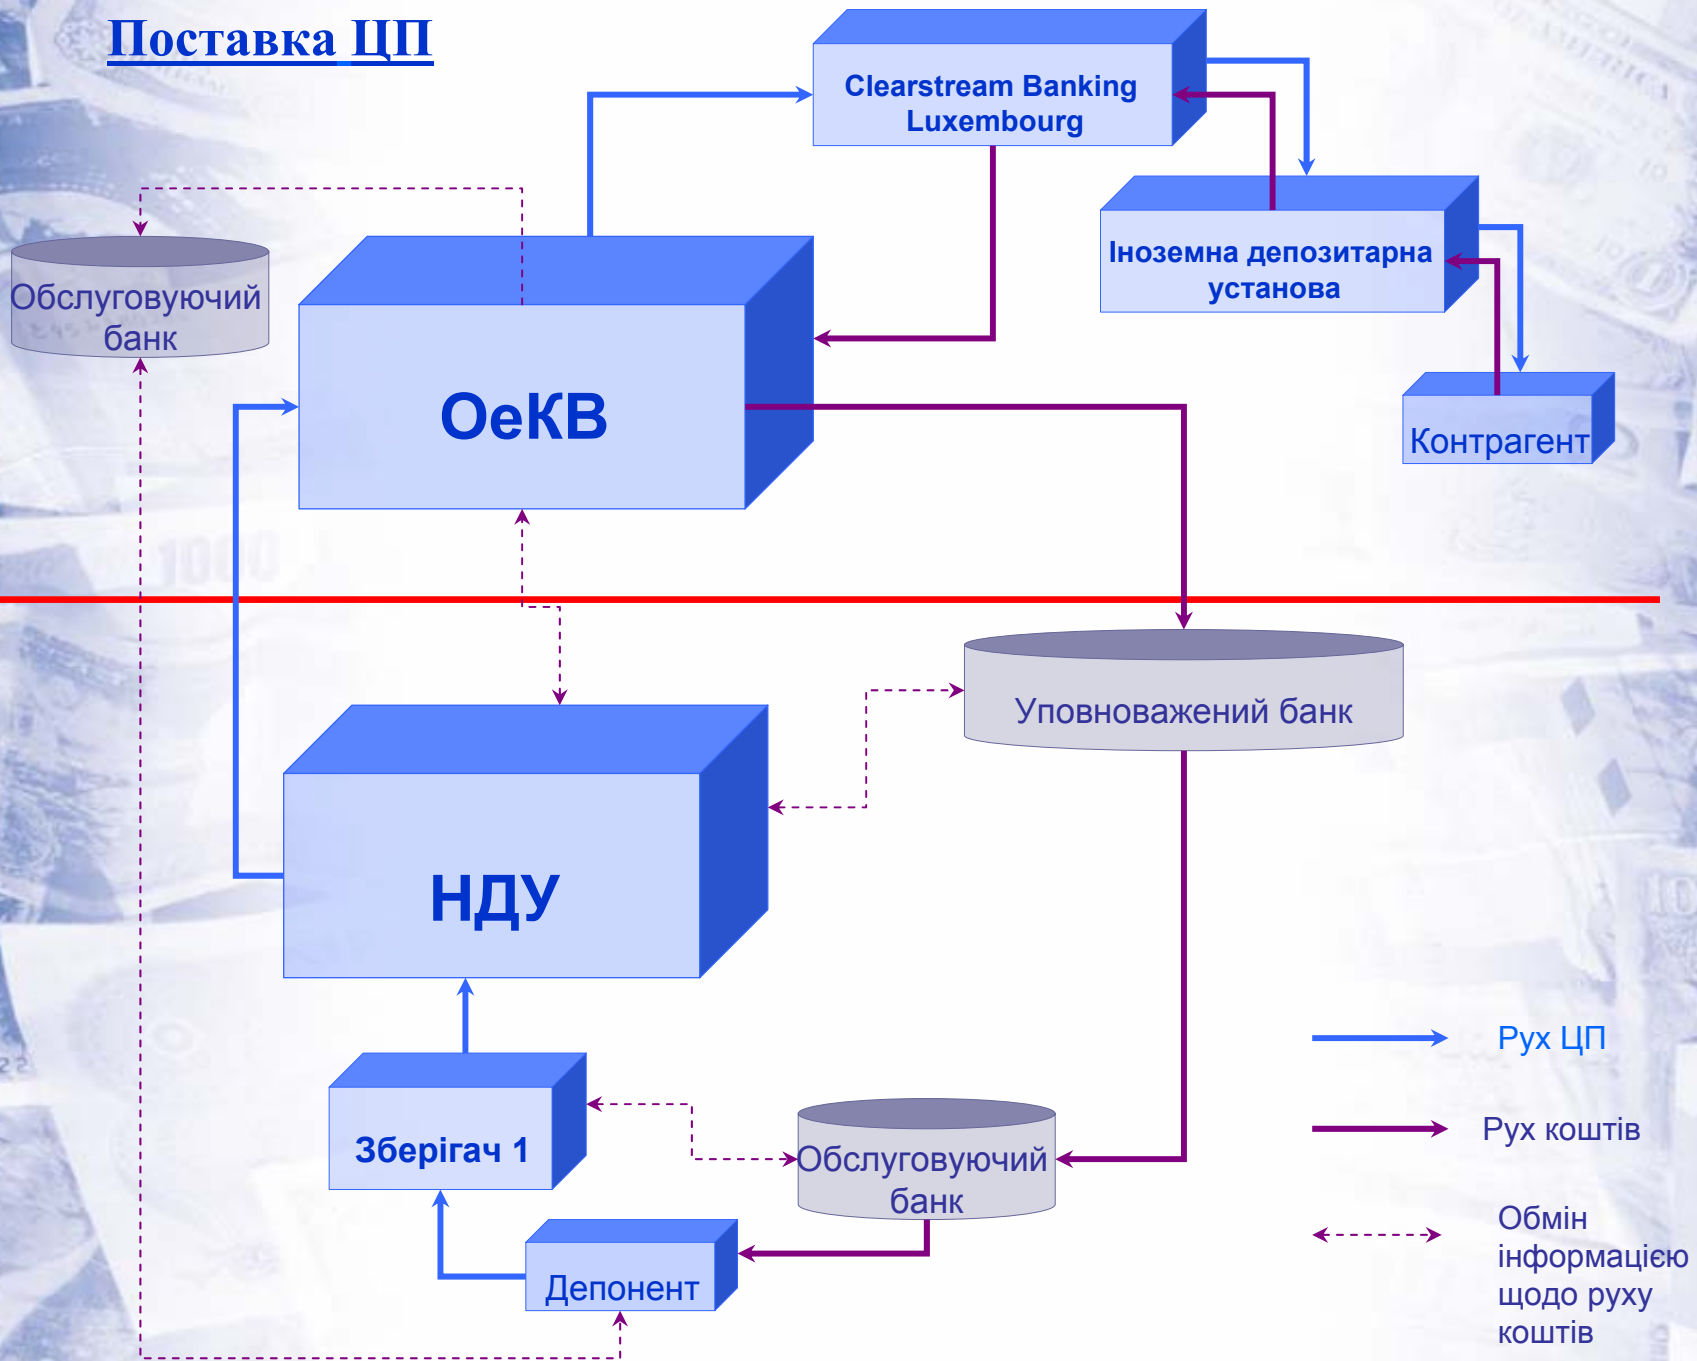 Поставка ЦП
Clearstream Banking
Luxembourg
Іноземна депозитарна
установа
Обслуговуючий
банк
ОеКВ
Контрагент
1000
Уповноважений банк
НДУ
Рух ЦП
Рух коштів
Зберігач 1
Обслуговуючий
банк
Депонент
Обмін
інформацією
щодо руху
коштів